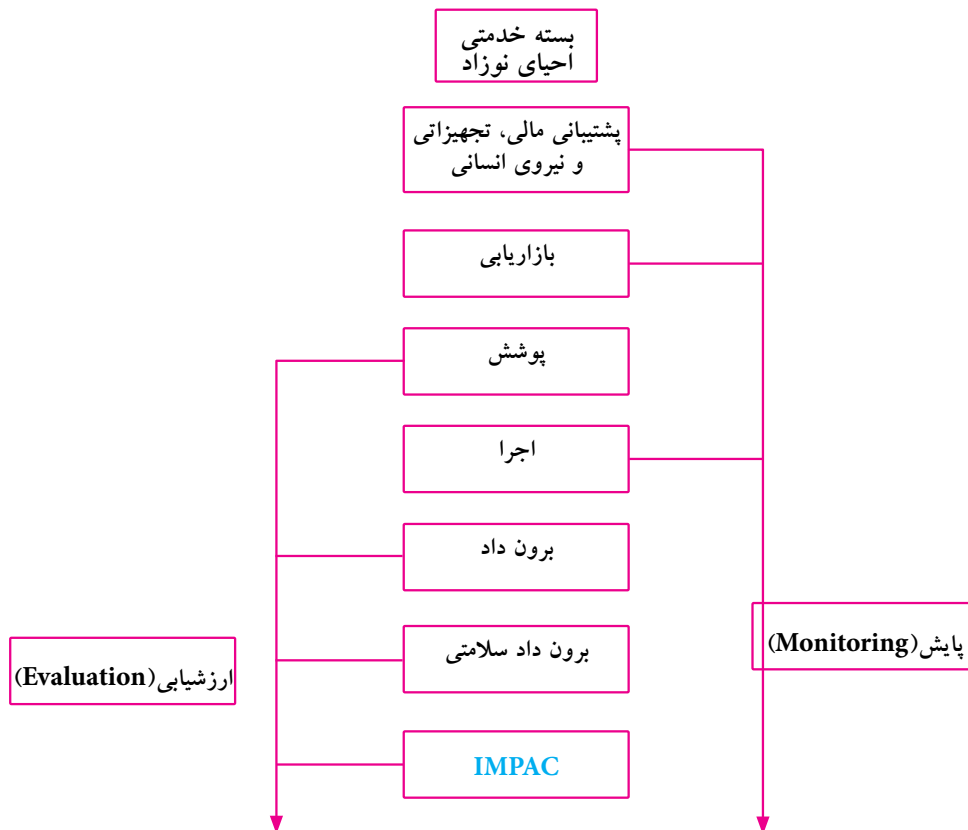 بسته خدمتی
احیای نوزاد
پشتیبانی مالی، تجهیزاتی
و نیروی انسانی
بازاریابی
پوشش
اجرا
برون داد
پایش(Monitoring)
برون داد سلامتی
ارزشیابی(Evaluation)
IMPAC